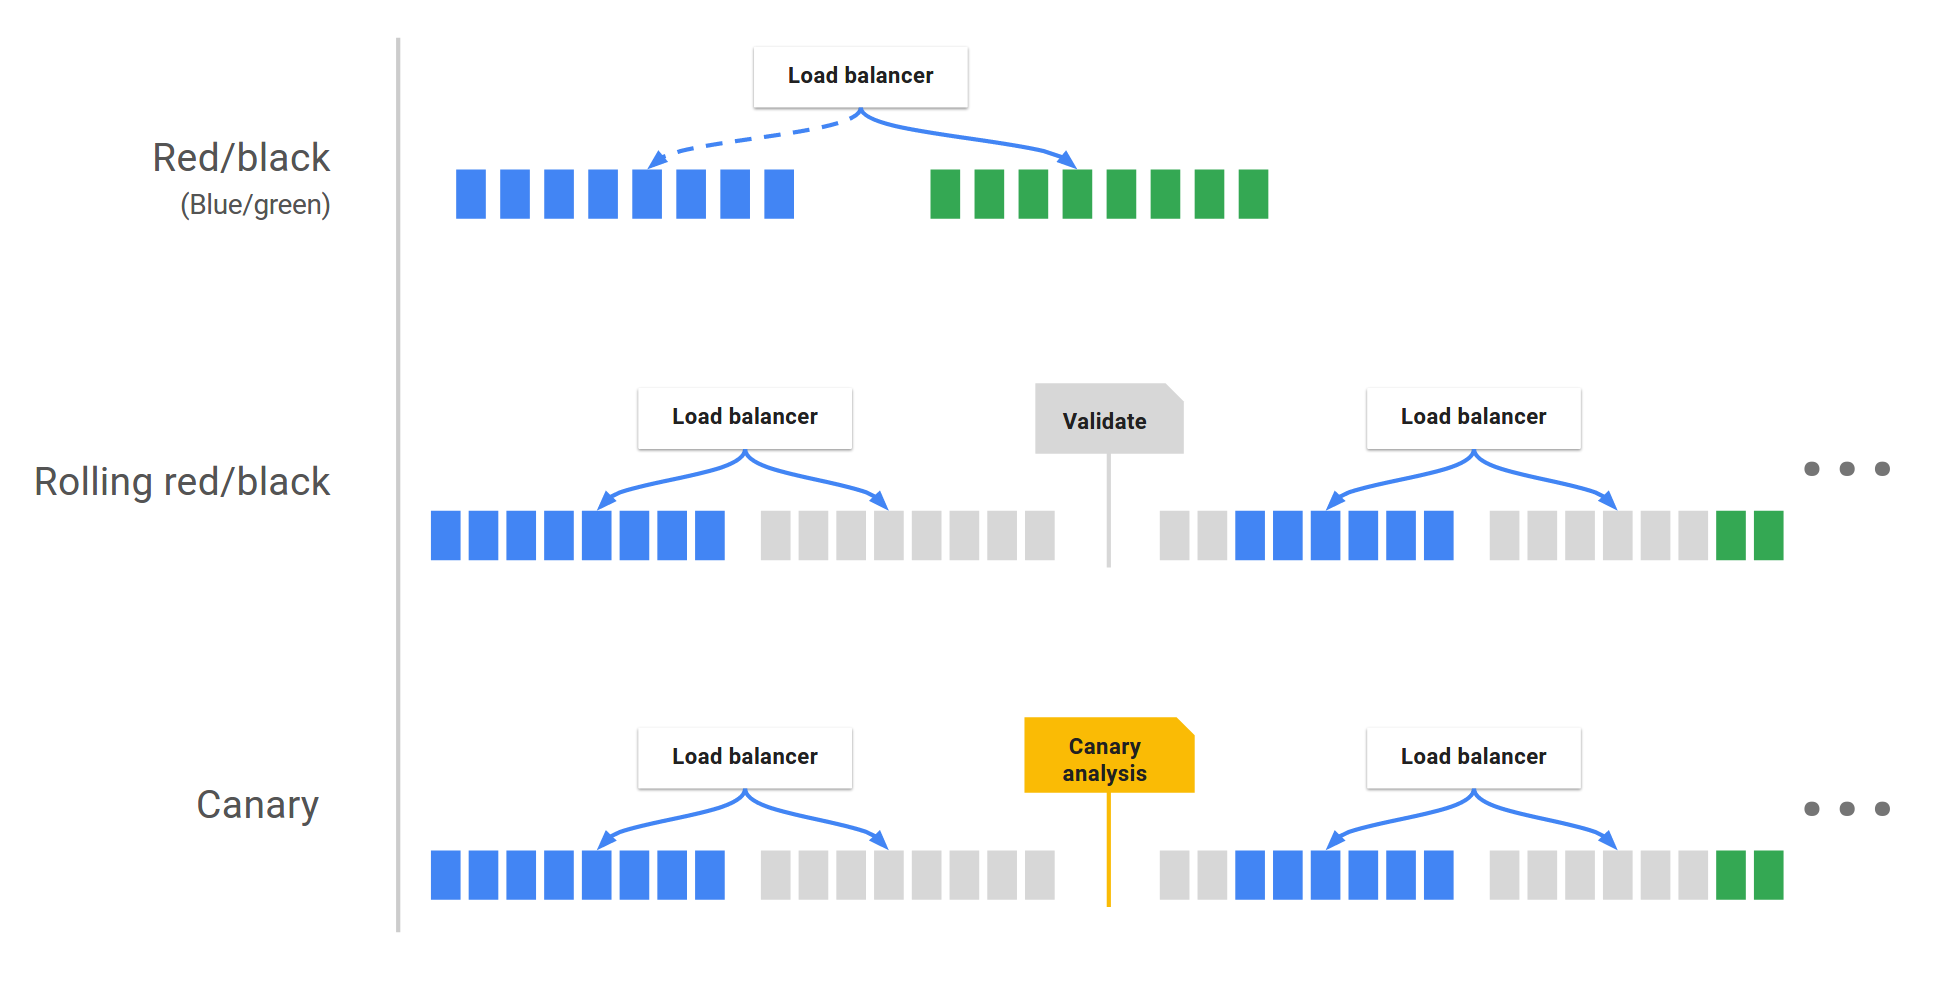 Load balancer
Red/black
(Blue/green)
Load balancer
Validate
Load balancer
Rolling red/black
Load balancer
Canary
analysis
Load balancer
Canary